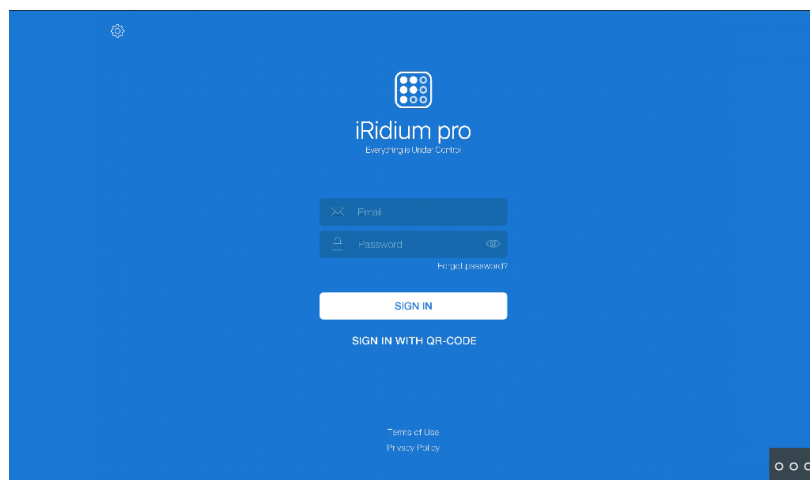 iRidium pro
Everything is Under Control
Email
Password
Forgot password?
SIGN IN
SIGN IN WITH QR-CODE
Terms of Use
Privacy Policy